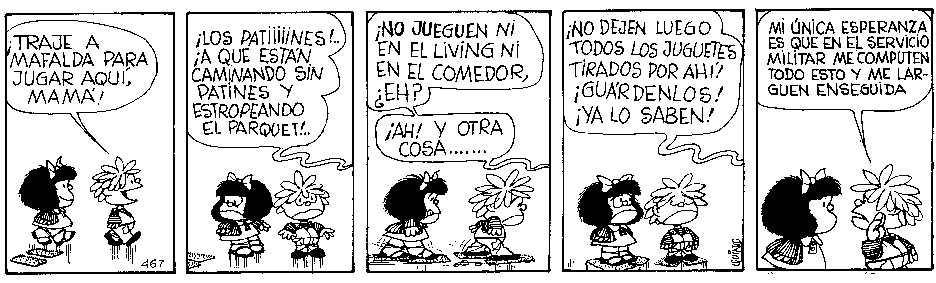 ¡TRAJE A
MAFALDA PARA
JUGAR AQUÍ,
MAMÁ!
467
¡LOS PATIIIIINES!..
¡A QUE ESTÁN
CAMINANDO SIN
PATINES Y
ESTROPEANDO
EL PARQUET!..
¡NO JUEGUEN NI
EN EL LIVING NI
EN EL COMEDOR,
¿EH?
¡AH! Y OTRA
COSA.......
¡NO DEJEN LUEGO
TODOS LOS JUGUETES
TIRADOS POR AHÍ?
¡GUÁRDENLOS!
¡YA LO SABEN!
QUINO
MI ÚNICA ESPERANZA
ES QUE EN EL SERVICIO
MILITAR ME COMPUTEN
TODO ESTO Y ME LAR-
GUEN ENSEGUIDA